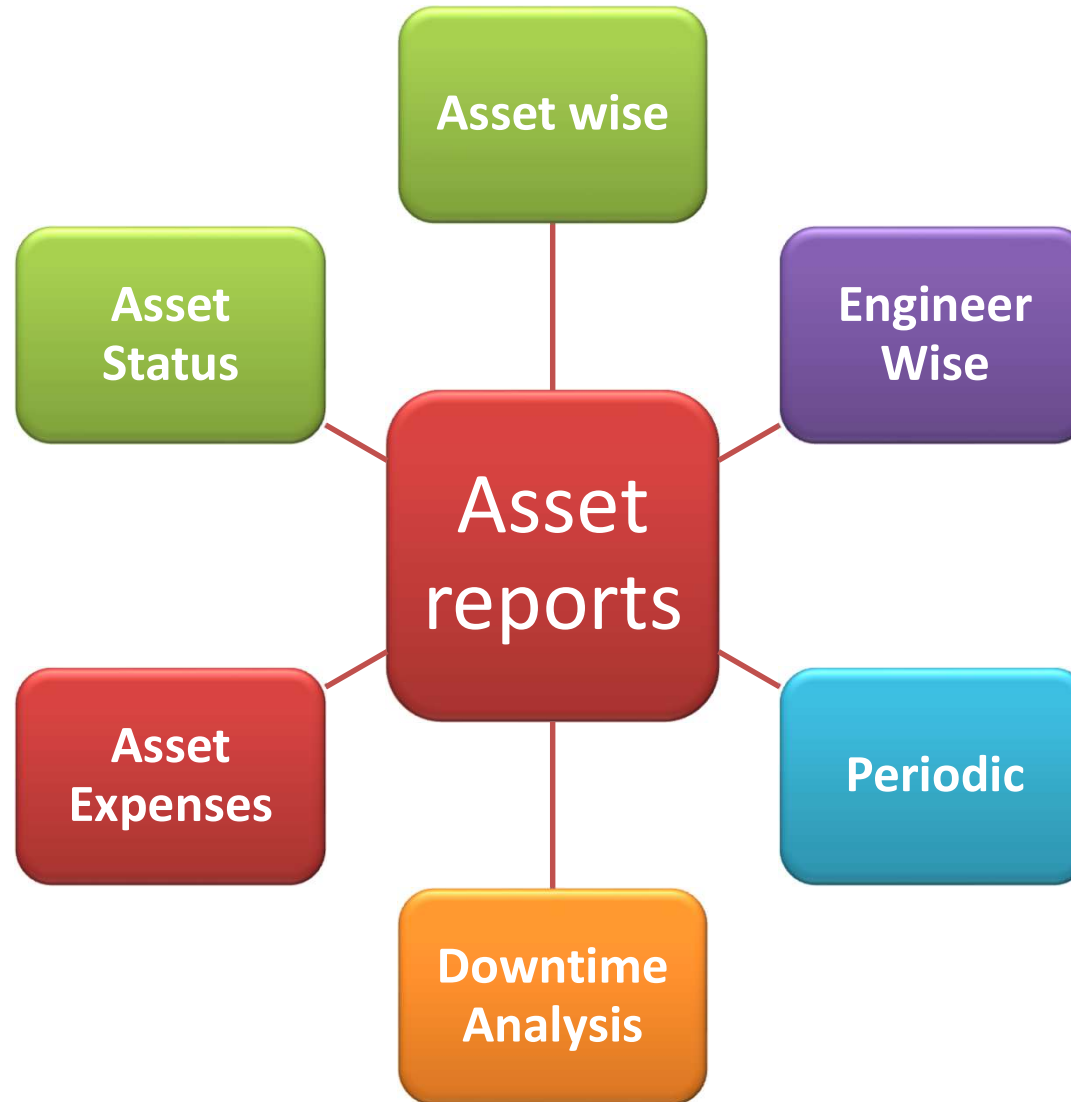 Asset wise
Asset
Status
Engineer
Wise
Asset
reports
Asset
Expenses
Periodic
Downtime
Analysis